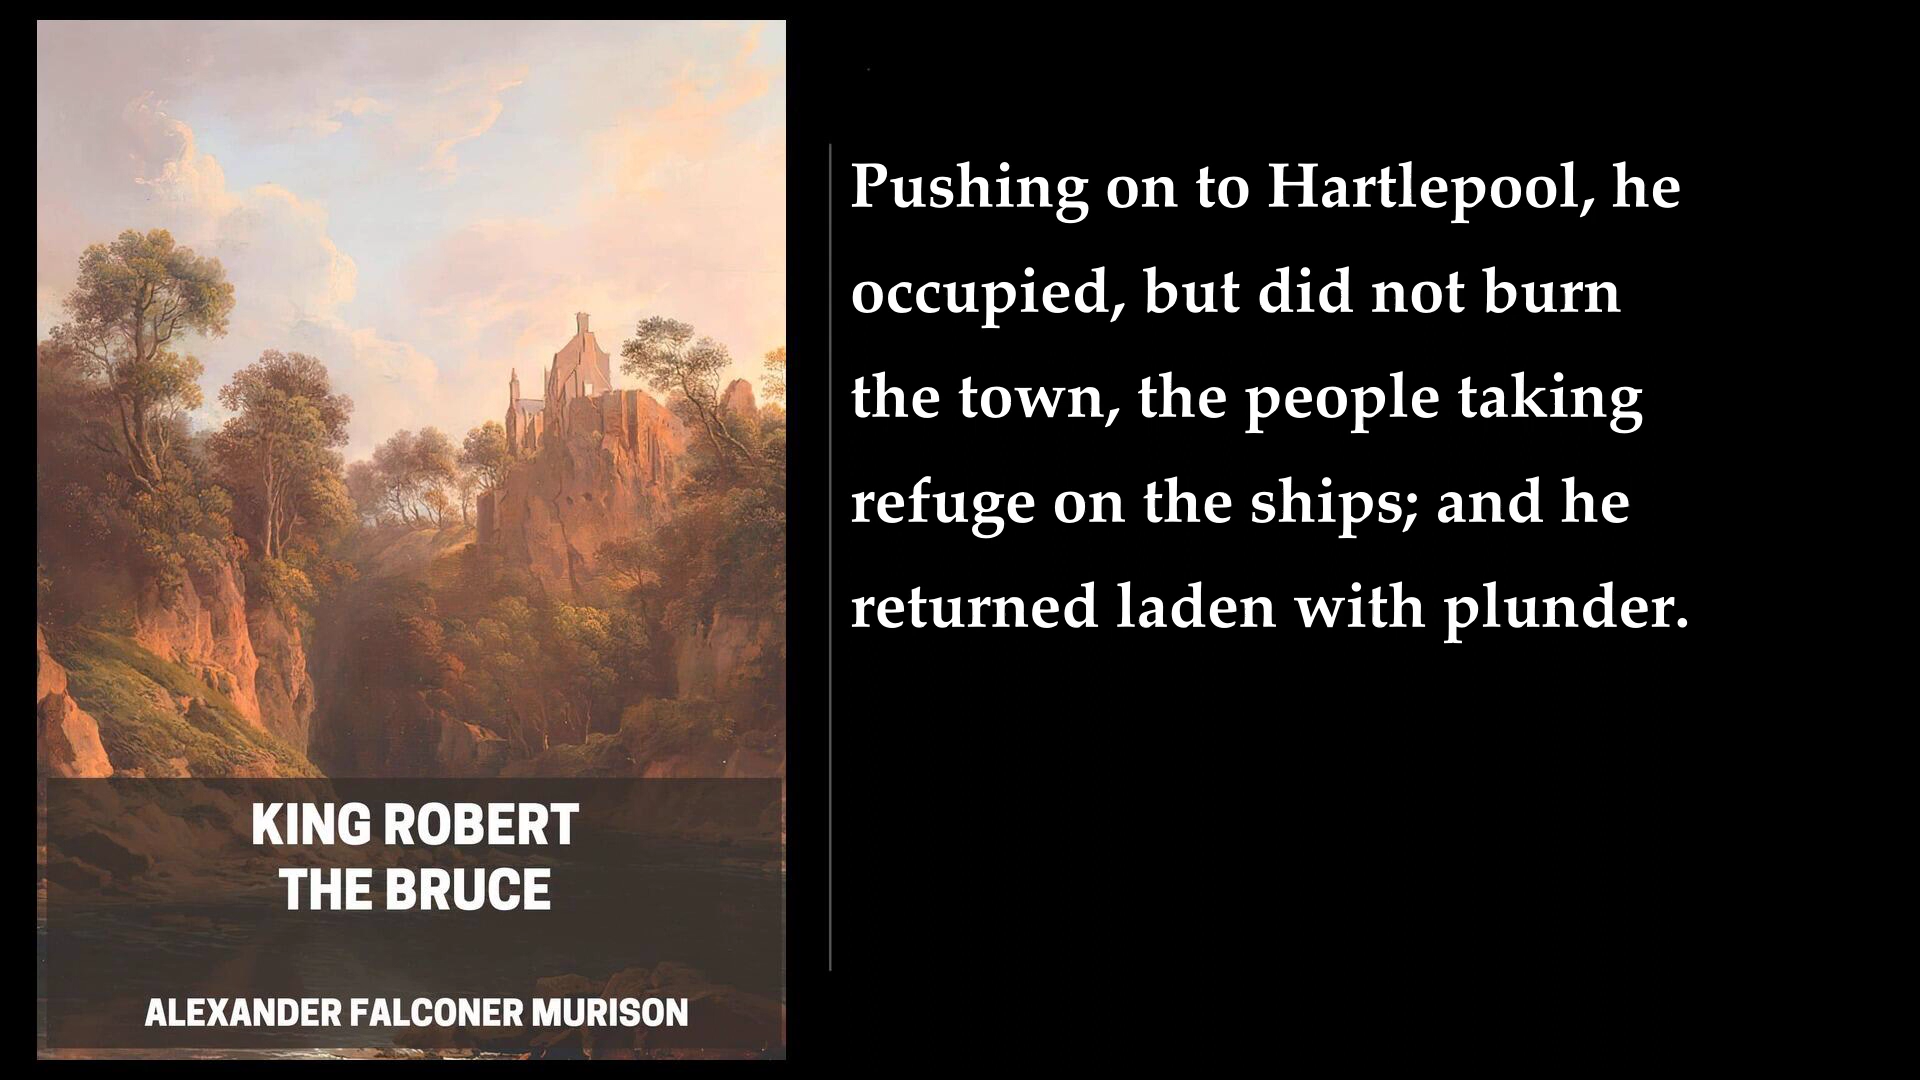 KING ROBERT
THE BRUCE
ALEXANDER FALCONER MURISON
Pushing on to Hartlepool, he
occupied, but did not burn
the town, the people taking
refuge on the ships; and he
returned laden with plunder.